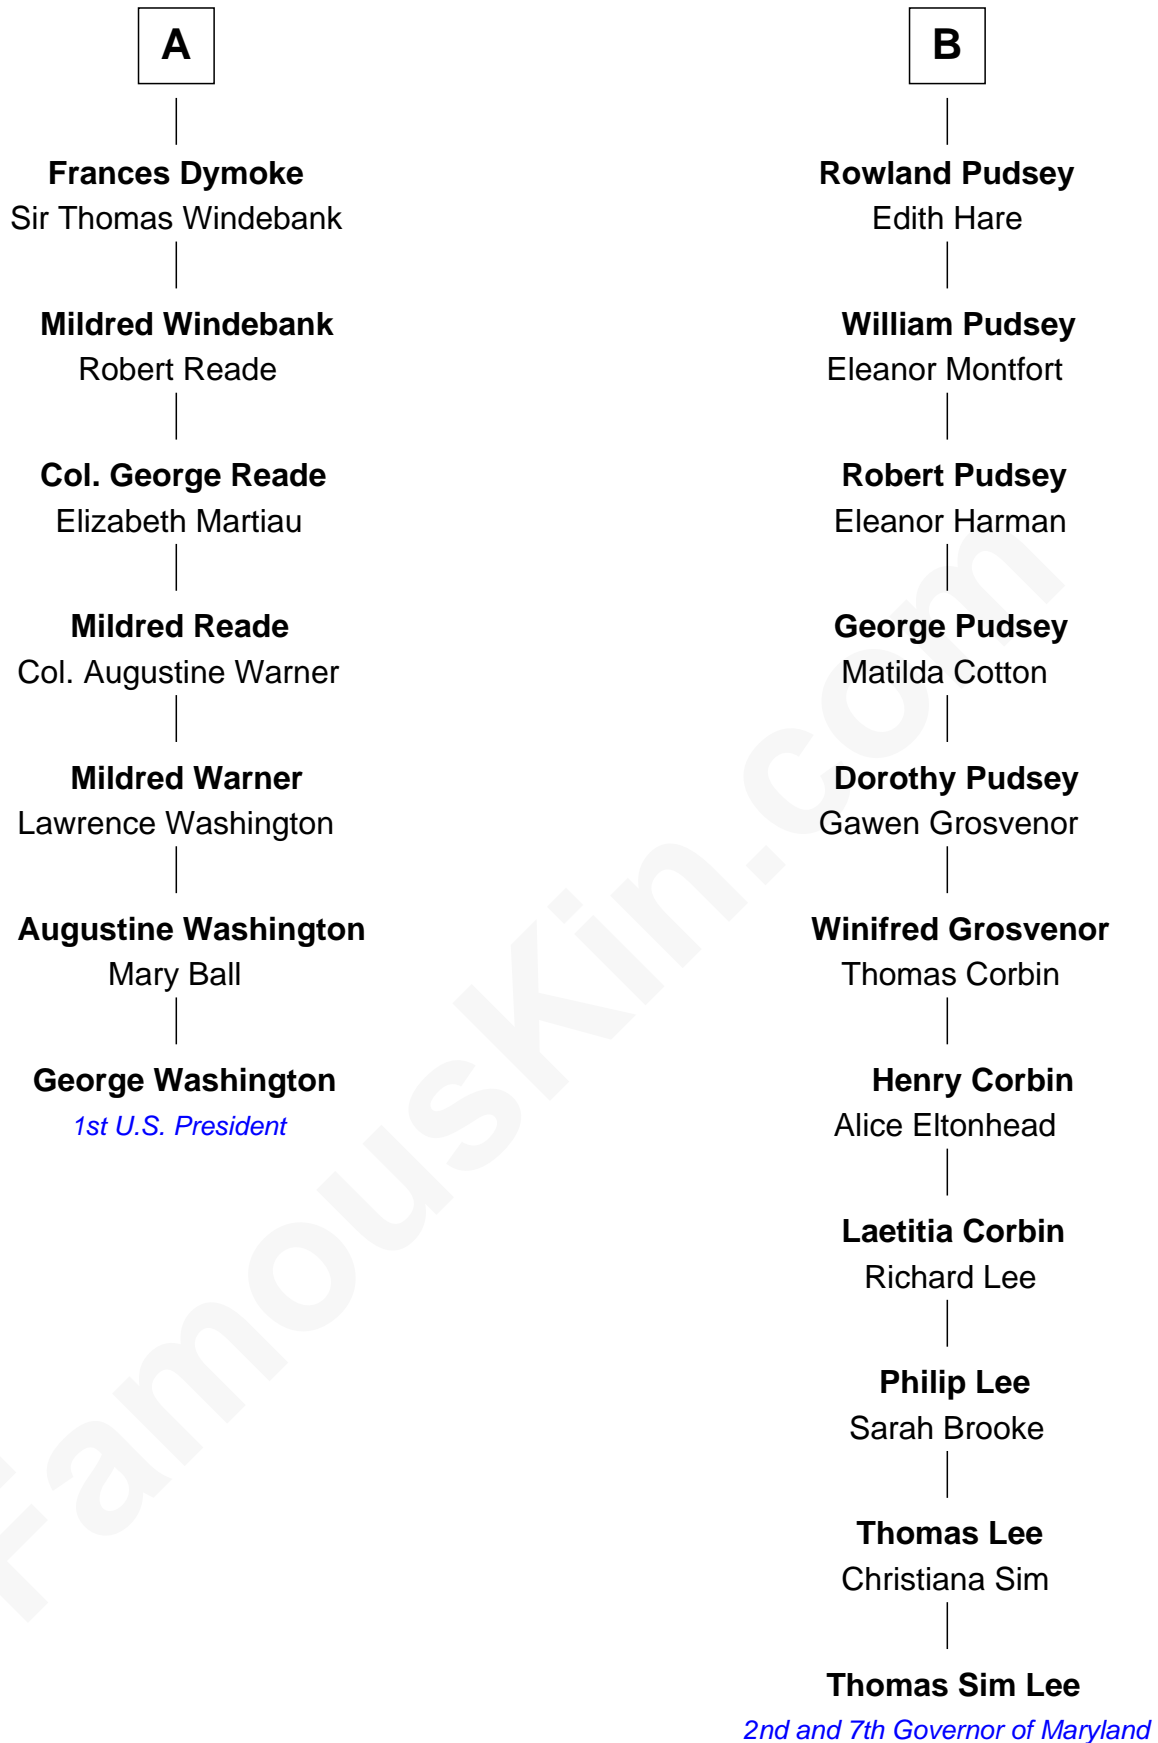 A
Frances Dymoke
Sir Thomas Windebank
Mildred Windebank
Robert Reade
Col. George Reade
Elizabeth Martiau
Mildred Reade
Col. Augustine Warner
Mildred Warner
Lawrence Washington
Augustine Washington
Mary Ball
George Washington
1st U.S. President
B
Rowland Pudsey
Edith Hare
William Pudsey
Eleanor Montfort
Robert Pudsey
Eleanor Harman
George Pudsey
Matilda Cotton
Dorothy Pudsey
Gawen Grosvenor
Winifred Grosvenor
Thomas Corbin
Henry Corbin
Alice Eltonhead
Laetitia Corbin
Richard Lee
Philip Lee
Sarah Brooke
Thomas Lee
Christiana Sim
Thomas Sim Lee
2nd and 7th Governor of Maryland
FamousKin.com